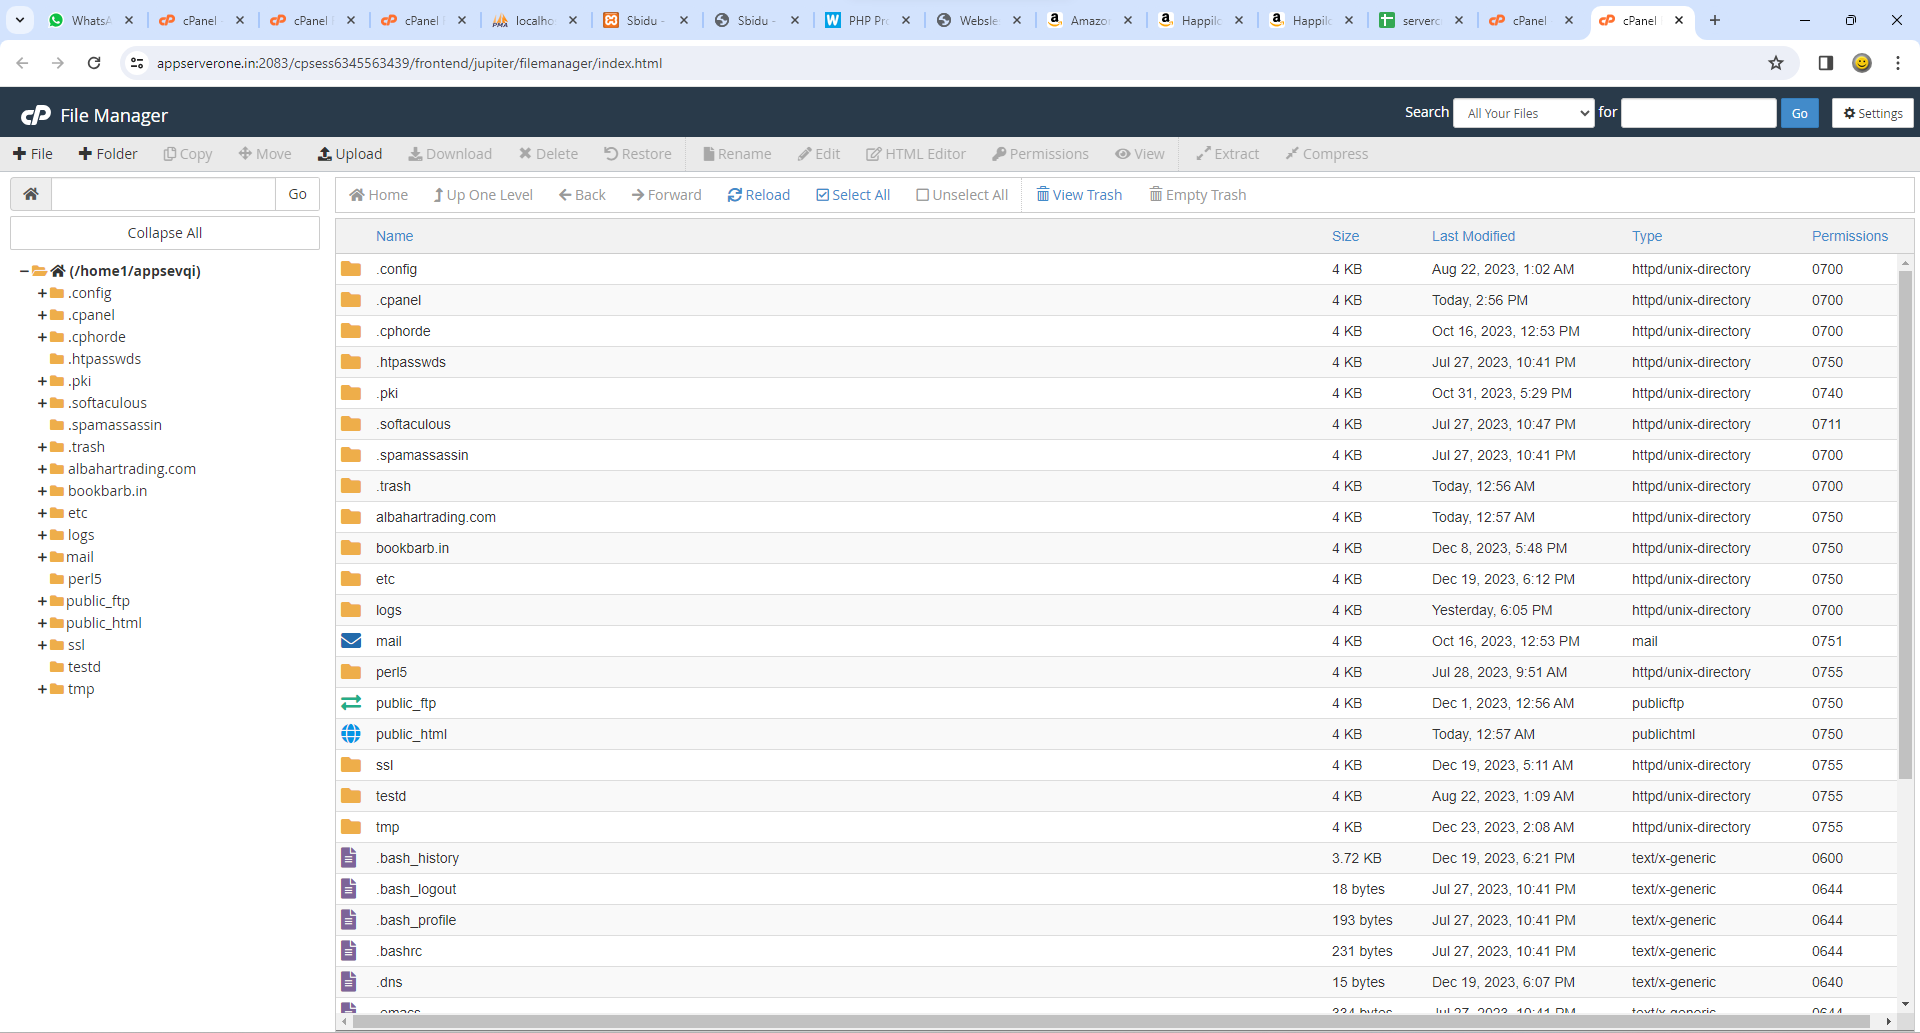 WhatsA
cPanel
cPanel
cPanel
localho
Sbidu -
Sbidu -
PHP Pr
Websle
Amazo
Happilo
Happilo
serverc
cPanel
cPanel
appserverone.in:2083/cpsess6345563439/frontend/jupiter/filemanager/index.html
cP File Manager
Search All Your Files for Go Settings
File Folder Copy Move Upload Download Delete Restore Rename Edit HTML Editor Permissions View Extract Compress
Go
Home Up One Level Back Forward Reload Select All Unselect All View Trash Empty Trash
Collapse All
(/home1/appsevqi)
.config
.cpanel
.cphorde
.htpasswds
.pki
.softaculous
.spamassassin
.trash
albahartrading.com
bookbarb.in
etc
logs
mail
perl5
public_ftp
public_html
ssl
testd
tmp
Name Size Last Modified Type Permissions
.config 4 KB Aug 22, 2023, 1:02 AM httpd/unix-directory 0700
.cpanel 4 KB Today, 2:56 PM httpd/unix-directory 0700
.cphorde 4 KB Oct 16, 2023, 12:53 PM httpd/unix-directory 0700
.htpasswds 4 KB Jul 27, 2023, 10:41 PM httpd/unix-directory 0750
.pki 4 KB Oct 31, 2023, 5:29 PM httpd/unix-directory 0740
.softaculous 4 KB Jul 27, 2023, 10:47 PM httpd/unix-directory 0711
.spamassassin 4 KB Jul 27, 2023, 10:41 PM httpd/unix-directory 0700
.trash 4 KB Today, 12:56 AM httpd/unix-directory 0700
albahartrading.com 4 KB Today, 12:57 AM httpd/unix-directory 0750
bookbarb.in 4 KB Dec 8, 2023, 5:48 PM httpd/unix-directory 0750
etc 4 KB Dec 19, 2023, 6:12 PM httpd/unix-directory 0750
logs 4 KB Yesterday, 6:05 PM httpd/unix-directory 0700
mail 4 KB Oct 16, 2023, 12:53 PM mail 0751
perl5 4 KB Jul 28, 2023, 9:51 AM httpd/unix-directory 0755
public_ftp 4 KB Dec 1, 2023, 12:56 AM publicftp 0750
public_html 4 KB Today, 12:57 AM publichtml 0750
ssl 4 KB Dec 19, 2023, 5:11 AM httpd/unix-directory 0755
testd 4 KB Aug 22, 2023, 1:09 AM httpd/unix-directory 0755
tmp 4 KB Dec 23, 2023, 2:08 AM httpd/unix-directory 0755
.bash_history 3.72 KB Dec 19, 2023, 6:21 PM text/x-generic 0600
.bash_logout 18 bytes Jul 27, 2023, 10:41 PM text/x-generic 0644
.bash_profile 193 bytes Jul 27, 2023, 10:41 PM text/x-generic 0644
.bashrc 231 bytes Jul 27, 2023, 10:41 PM text/x-generic 0644
.dns 15 bytes Dec 19, 2023, 6:07 PM text/x-generic 0640